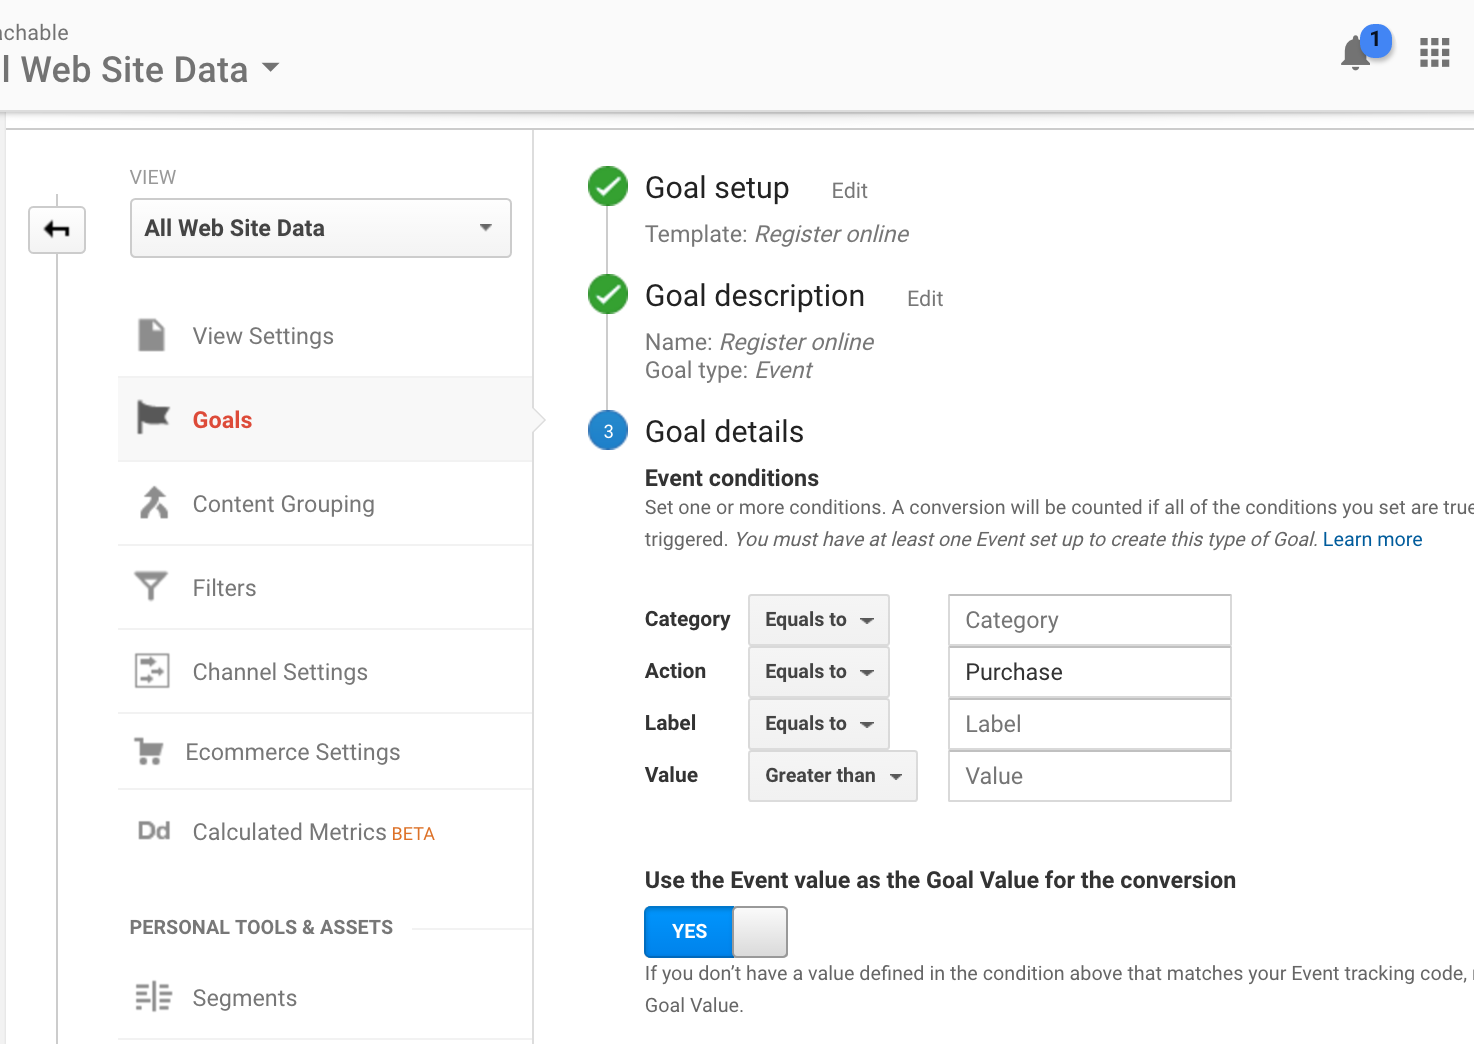 achable
l Web Site Data
1
VIEW
All Web Site Data
View Settings
Goals
Content Grouping
Filters
Channel Settings
Ecommerce Settings
Dd Calculated Metrics BETA
PERSONAL TOOLS & ASSETS
Segments
Goal setup Edit
Template: Register online
Goal description Edit
Name: Register online
Goal type: Event
3 Goal details
Event conditions
Set one or more conditions. A conversion will be counted if all of the conditions you set are true
triggered. You must have at least one Event set up to create this type of Goal. Learn more
Category Equals to Category
Action Equals to Purchase
Label Equals to Label
Value Greater than Value
Use the Event value as the Goal Value for the conversion
YES
If you don't have a value defined in the condition above that matches your Event tracking code,
Goal Value.